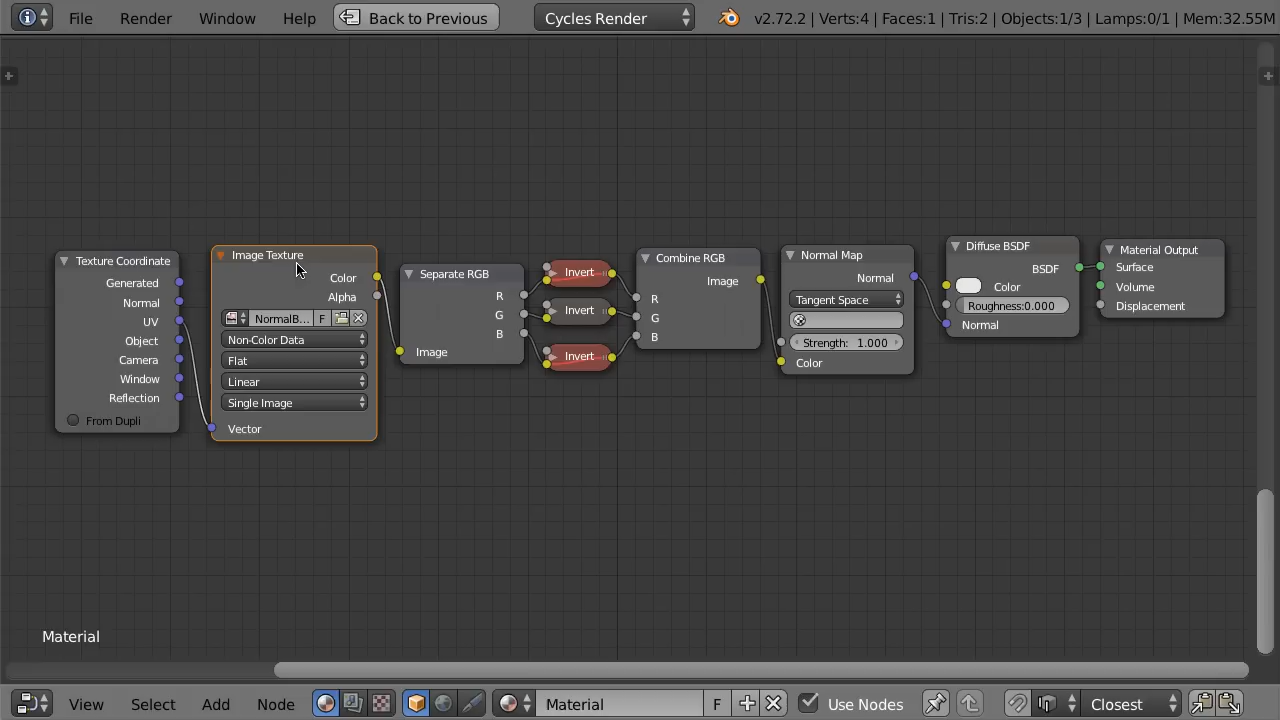 File Render Window Help Back to Previous Cycles Render v2.72.2 | Verts:4 | Faces:1 | Tris:2 | Objects:1/3 | Lamps:0/1 | Mem:32.55M
Texture Coordinate
Generated
Normal
UV
Object
Camera
Window
Reflection
From Dupli
Image Texture
Color
Alpha
NormalB... F
Non-Color Data
Flat
Linear
Single Image
Vector
Separate RGB
R
G
B
Image
Invert
Invert
Invert
Combine RGB
Image
R
G
B
Normal Map
Normal
Tangent Space
Strength: 1.000
Color
Diffuse BSDF
BSDF
Color
Roughness:0.000
Normal
Material Output
Surface
Volume
Displacement
Material
View Select Add Node Material F Use Nodes Closest